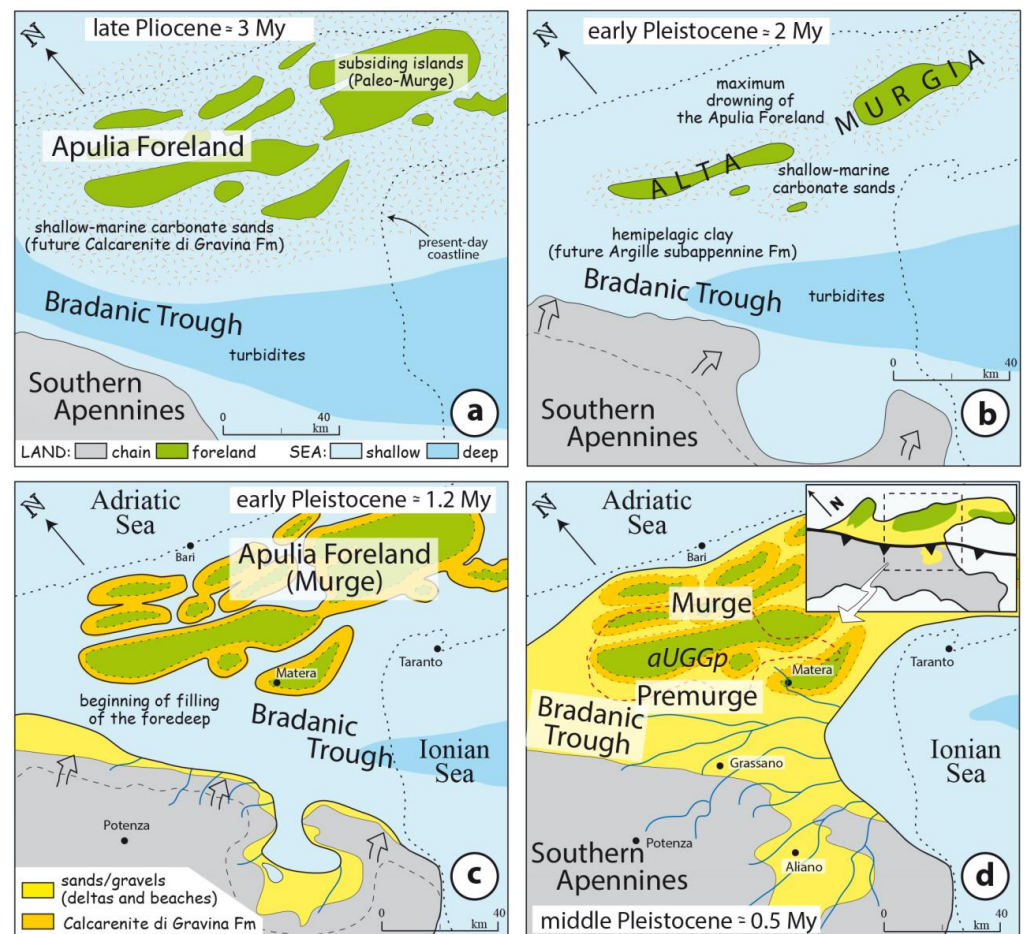 N
late Pliocene ≈ 3 My
subsiding islands
(Paleo-Murge)
Apulia Foreland
shallow-marine carbonate sands
(future Calcarenite di Gravina Fm)
present-day
coastline
Bradanic Trough
turbidites
Southern
Apennines
0 40
km
a
LAND: chain foreland SEA: shallow deep
N
early Pleistocene ≈ 2 My
maximum
drowning of
the Apulia Foreland
MURGIA
ALTA
shallow-marine
carbonate sands
hemipelagic clay
(future Argille subappennine Fm)
Bradanic Trough
turbidites
0 40
km
Southern
Apennines
b
N
Adriatic
Sea
early Pleistocene ≈ 1.2 My
Bari
Apulia Foreland
(Murge)
Taranto
Matera
beginning of filling
of the foredeep
Bradanic
Trough
Ionian
Sea
Potenza
c
sands/gravels
(deltas and beaches)
Calcarenite di Gravina Fm
0 40
km
N
Adriatic
Sea
N
Bari
Murge
aUGGp
Taranto
Matera
Premurge
Bradanic
Trough
Ionian
Sea
Grassano
Potenza
Southern
Apennines
Aliano
d
middle Pleistocene ≈ 0.5 My
0 40
km